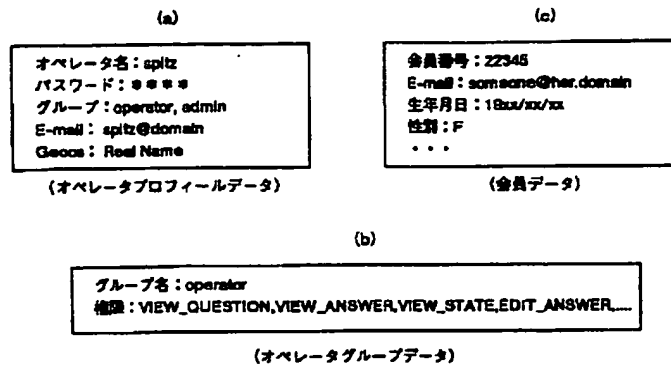 (a)
オペレータ名：spitz
パスワード：＊＊＊＊
グループ：operator, admin
E-mail： spitz@domain
Gecos： Real Name
(オペレータプロフィールデータ)
(c)
会員番号：22345
E-mail：someone@her.domain
生年月日：19xx/xx/xx
性別：F
・・・
(会員データ)
(b)
グループ名：operator
権限：VIEW_QUESTION,VIEW_ANSWER,VIEW_STATE,EDIT_ANSWER,....
(オペレータグループデータ)